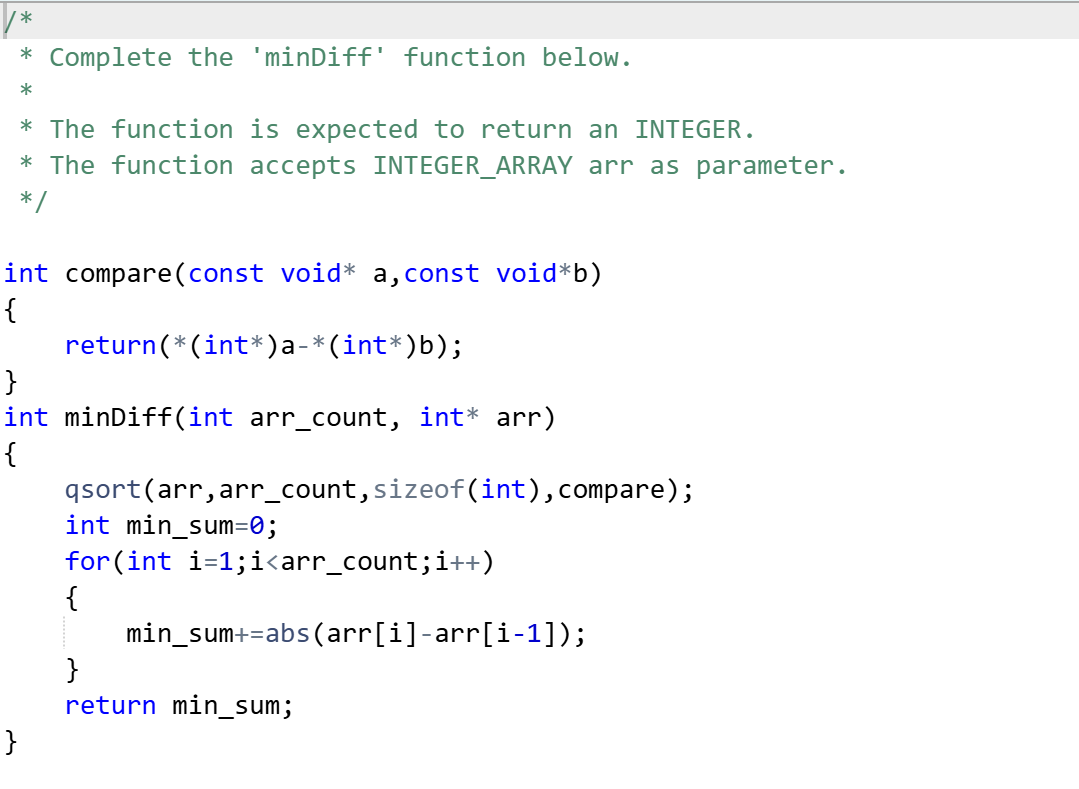 /*
 * Complete the 'minDiff' function below.
 *
 * The function is expected to return an INTEGER.
 * The function accepts INTEGER_ARRAY arr as parameter.
 */

int compare(const void* a,const void*b)
{
    return(*(int*)a-*(int*)b);
}
int minDiff(int arr_count, int* arr)
{
    qsort(arr,arr_count,sizeof(int),compare);
    int min_sum=0;
    for(int i=1;i<arr_count;i++)
    {
        min_sum+=abs(arr[i]-arr[i-1]);
    }
    return min_sum;
}